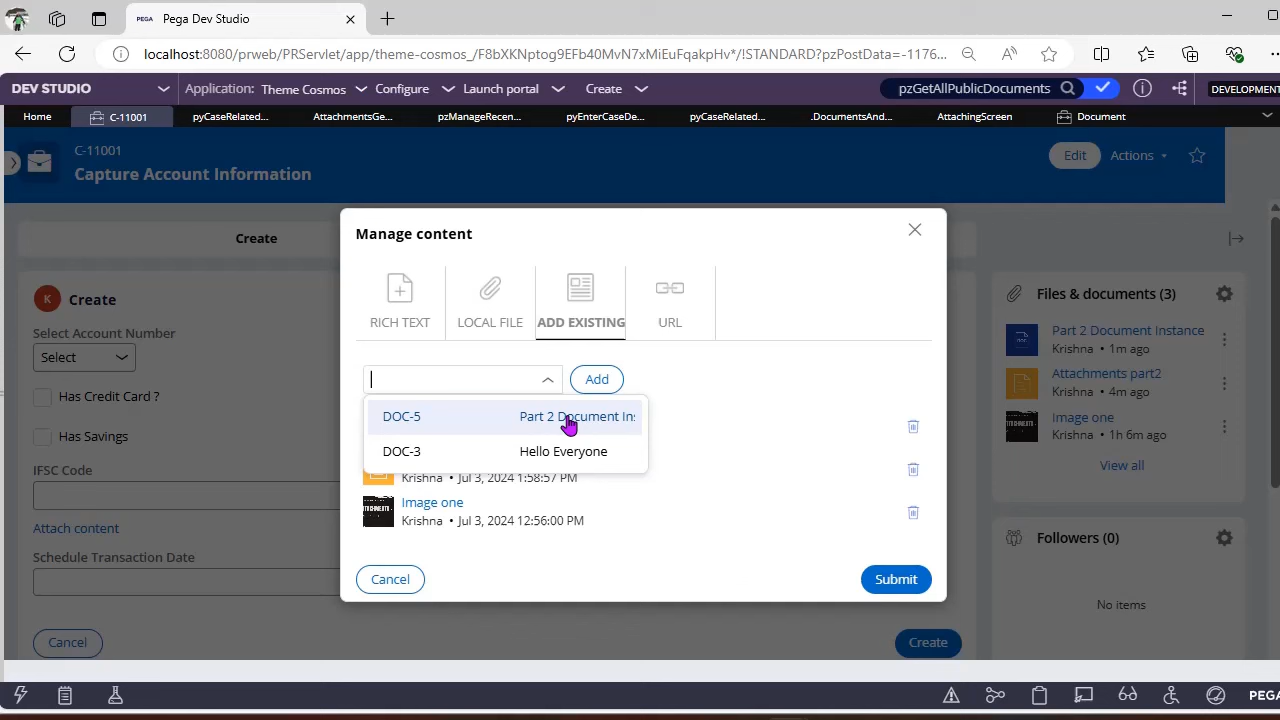 PEGA Pega Dev Studio
localhost:8080/prweb/PRServlet/app/theme-cosmos_/F8bXKNptog9EFb40MvN7xMiEuFqakpHv*/!STANDARD?pzPostData=-1176...
DEV STUDIO Application: Theme Cosmos Configure Launch portal Create pzGetAllPublicDocuments DEVELOPMENT
Home C-11001 pyCaseRelated... AttachmentsGe... pzManageRecen... pyEnterCaseDe... pyCaseRelated... .DocumentsAnd... AttachingScreen Document
C-11001
Capture Account Information
Edit Actions
Create
K Create
Select Account Number
Select
Has Credit Card ?
Has Savings
IFSC Code
Attach content
Schedule Transaction Date
Cancel
Create
Manage content
RICH TEXT LOCAL FILE ADD EXISTING URL
Add
DOC-5 Part 2 Document Ins
DOC-3 Hello Everyone
Krishna • Jul 3, 2024 1:58:57 PM
Image one
Krishna • Jul 3, 2024 12:56:00 PM
Cancel Submit
Files & documents (3)
Part 2 Document Instance
Krishna • 1m ago
Attachments part2
Krishna • 4m ago
Image one
Krishna • 1h 6m ago
View all
Followers (0)
No items
PEGA